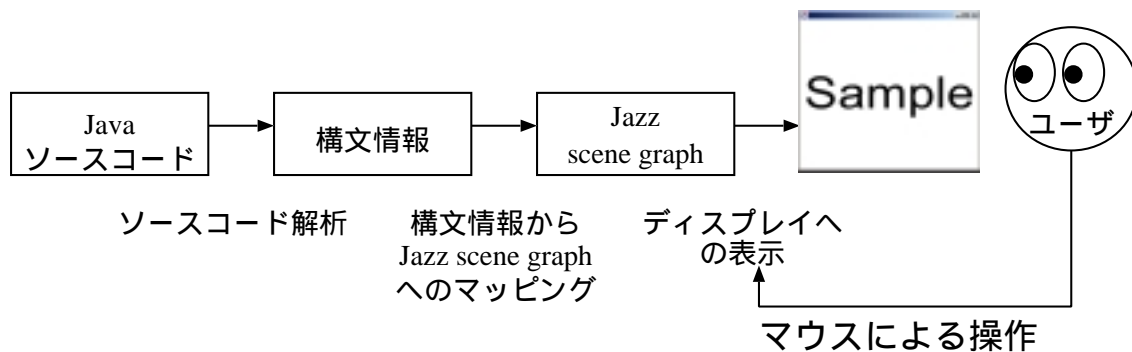 Java
ソースコード
構文情報
Jazz
scene graph
Sample
ユーザ
ソースコード解析
構文情報から
Jazz scene graph
へのマッピング
ディスプレイへ
の表示
マウスによる操作